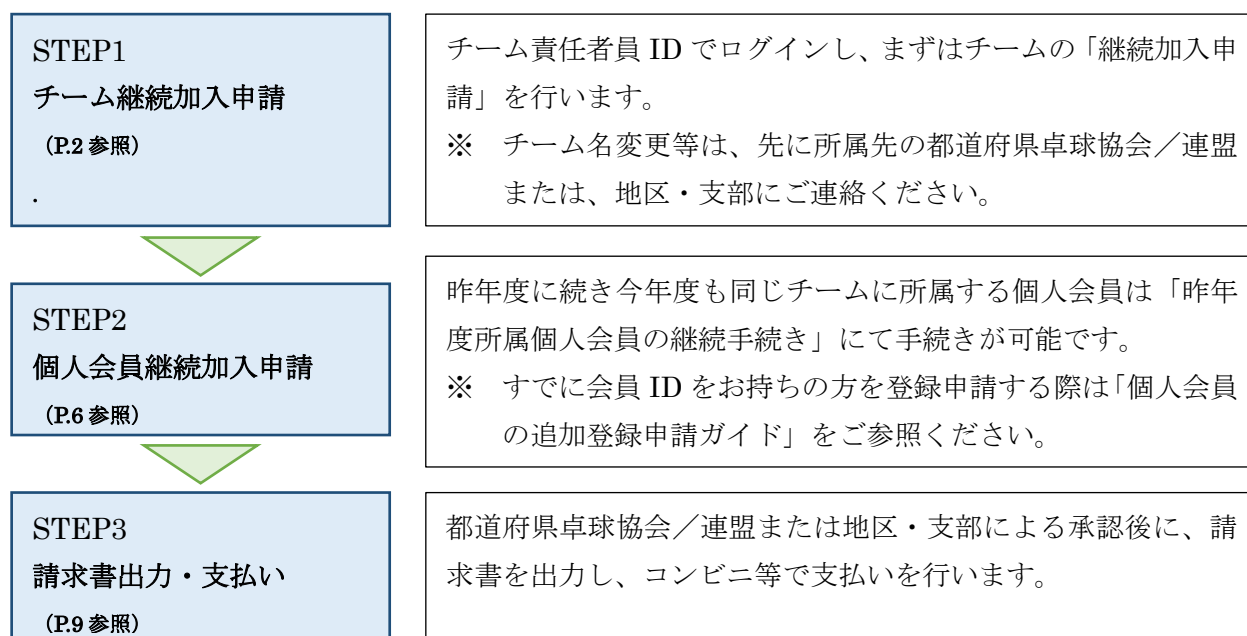 STEP1
チーム継続加入申請
（P.2 参照）
.
チーム責任者員 ID でログインし、まずはチームの「継続加入申
請」を行います。
※　チーム名変更等は、先に所属先の都道府県卓球協会／連盟
または、地区・支部にご連絡ください。
STEP2
個人会員継続加入申請
（P.6 参照）
昨年度に続き今年度も同じチームに所属する個人会員は「昨年
度所属個人会員の継続手続き」にて手続きが可能です。
※　すでに会員 ID をお持ちの方を登録申請する際は「個人会員
の追加登録申請ガイド」をご参照ください。
STEP3
請求書出力・支払い
（P.9 参照）
都道府県卓球協会／連盟または地区・支部による承認後に、請
求書を出力し、コンビニ等で支払いを行います。